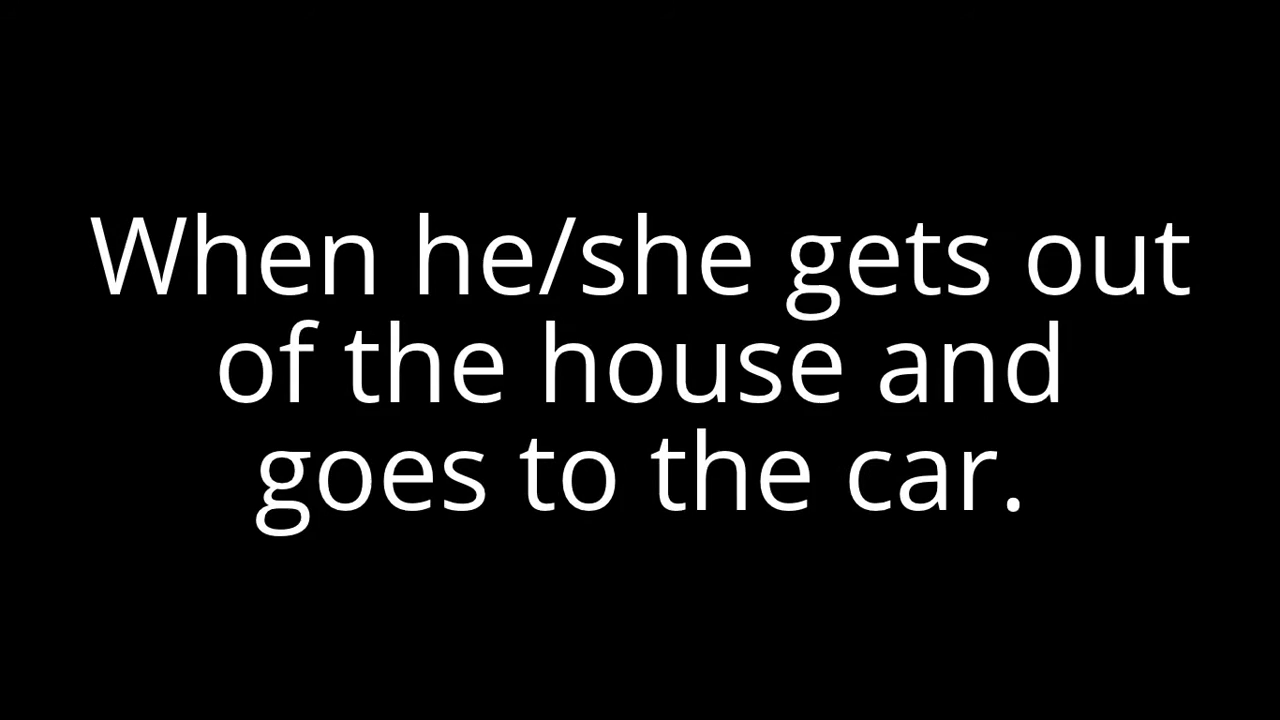 When he/she gets out
of the house and
goes to the car.